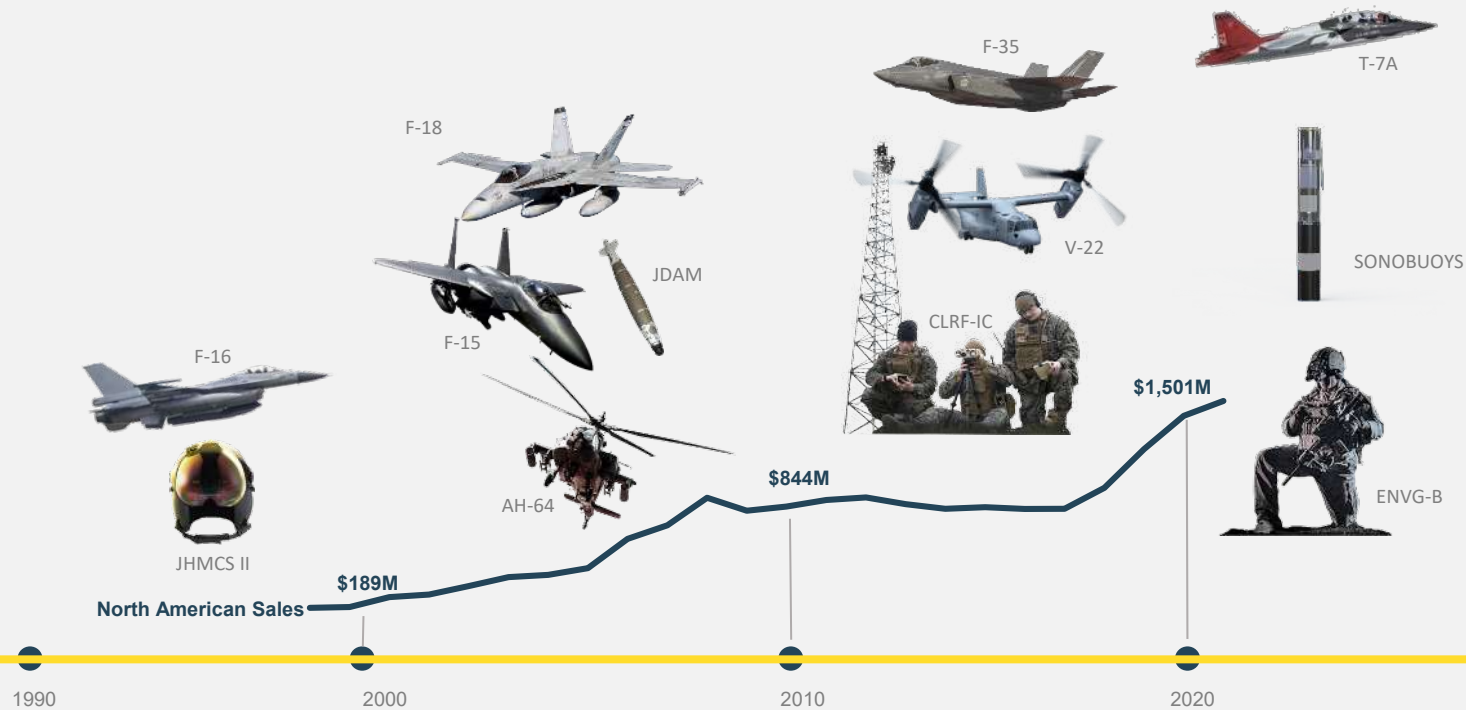 F-35
T-7A
F-18
V-22
SONOBUOYS
JDAM
F-15
CLRF-IC
F-16
$1,501M
$844M
AH-64
ENVG-B
JHMCS II
$189M
North American Sales
1990
2000
2010
2020